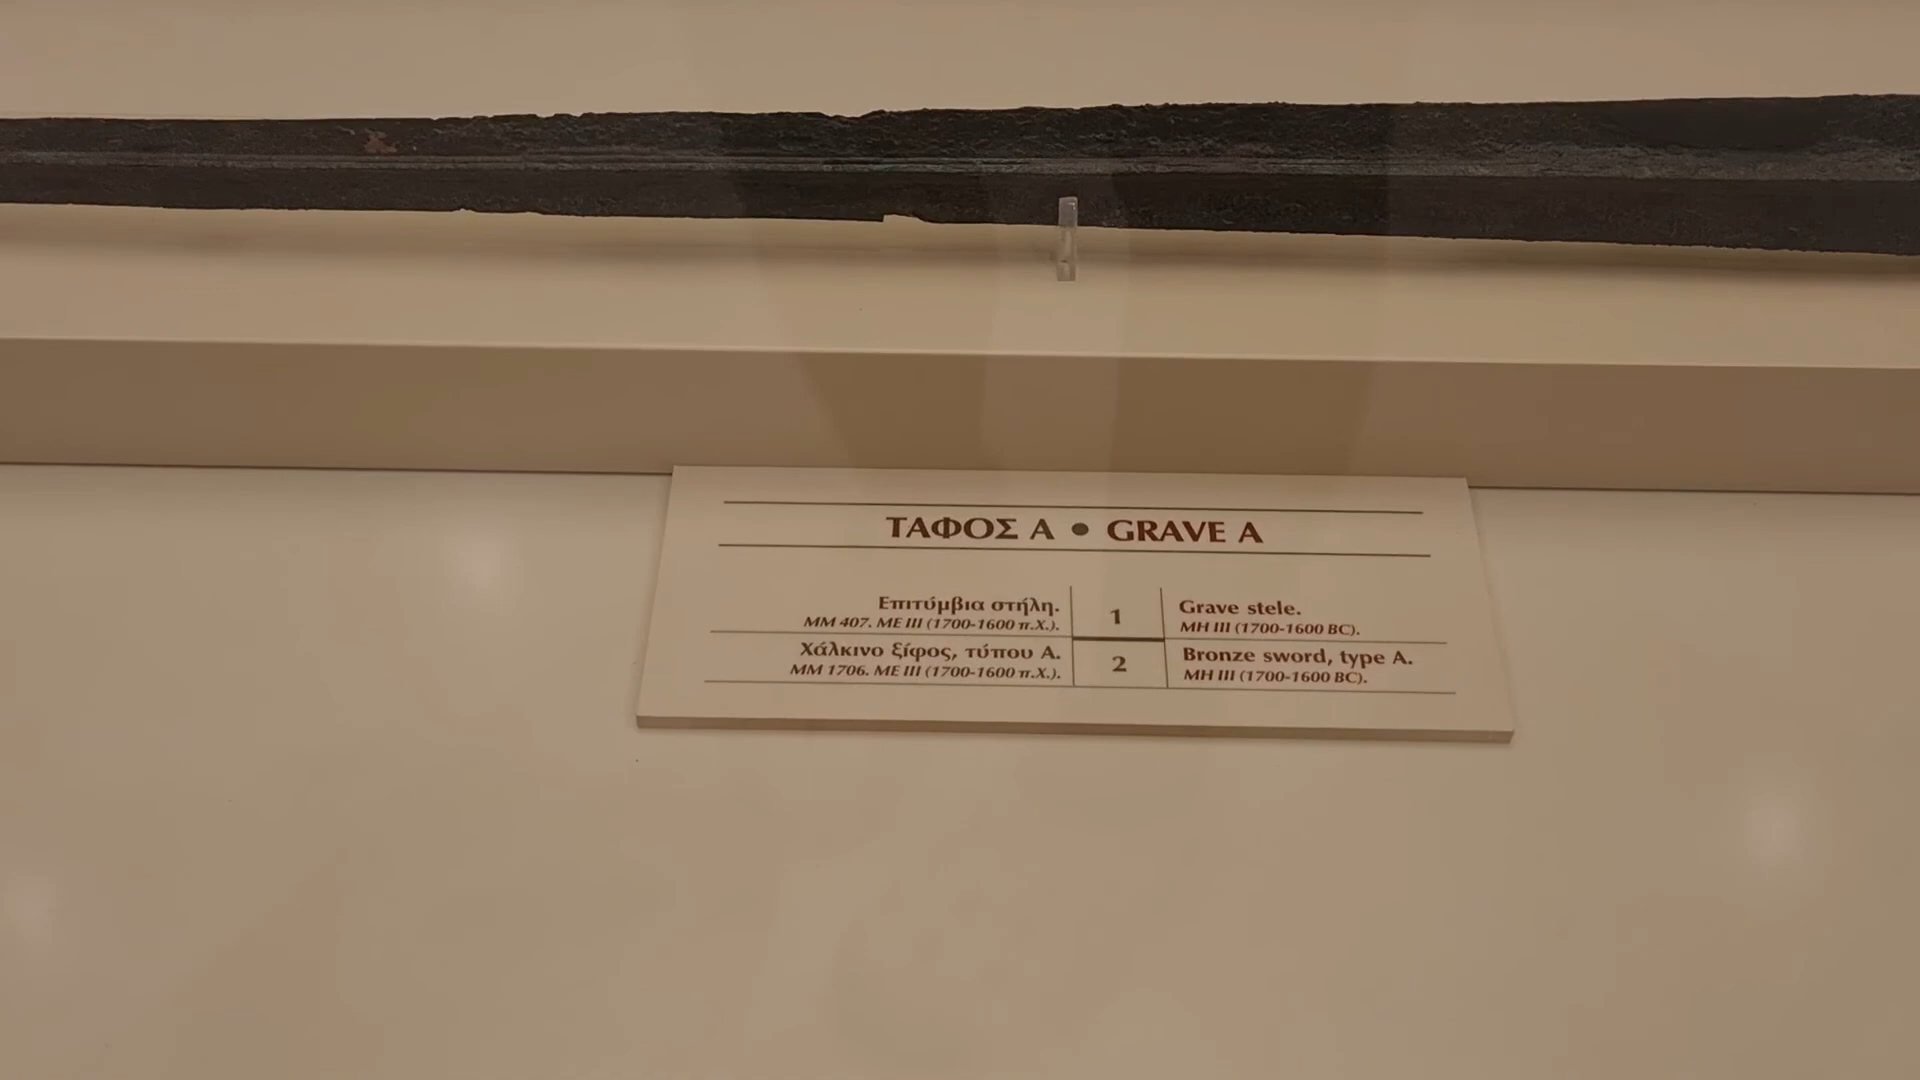 ΤΑΦΟΣ Α • GRAVE A
Επιτύμβια στήλη. 1 Grave stele.
ΜΜ 407. ΜΕ ΙΙΙ (1700-1600 π.Χ.). MH III (1700-1600 BC).
Χάλκινο ξίφος, τύπου Α. 2 Bronze sword, type A.
ΜΜ 1706. ΜΕ ΙΙΙ (1700-1600 π.Χ.). MH III (1700-1600 BC).